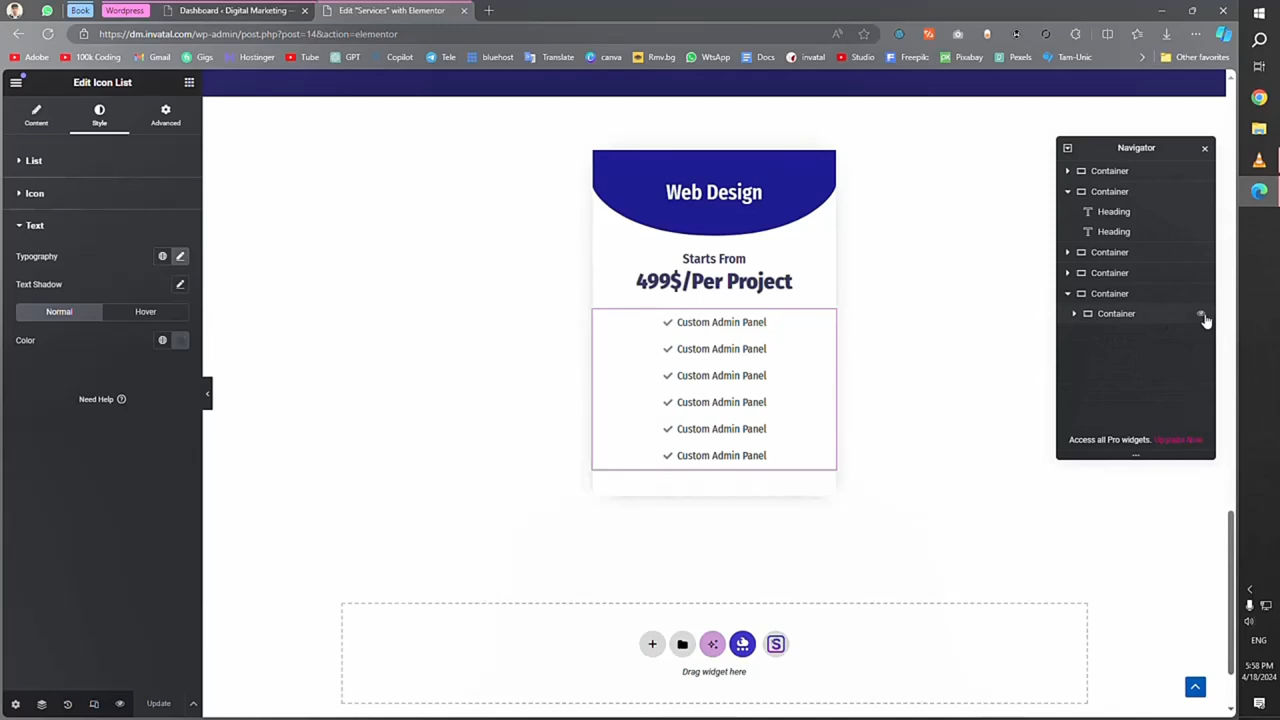 Book
Wordpress
Dashboard ‹ Digital Marketing —
Edit "Services" with Elementor
https://dm.invatal.com/wp-admin/post.php?post=14&action=elementor
Adobe
100k Coding
Gmail
Gigs
Hostinger
Tube
GPT
Copilot
Tele
bluehost
Translate
canva
Rmv.bg
WtsApp
Docs
invatal
Studio
Freepik
Pixabay
Pexels
Tam-Unic
Other favorites
Edit Icon List
Content
Style
Advanced
List
Icon
Text
Typography
Text Shadow
Normal
Hover
Color
Need Help
Update
Web Design
Starts From
499$/Per Project
Custom Admin Panel
Custom Admin Panel
Custom Admin Panel
Custom Admin Panel
Custom Admin Panel
Custom Admin Panel
Drag widget here
Navigator
Container
Container
Heading
Heading
Container
Container
Container
Container
Access all Pro widgets. Upgrade Now
ENG
5:58 PM
4/18/2024